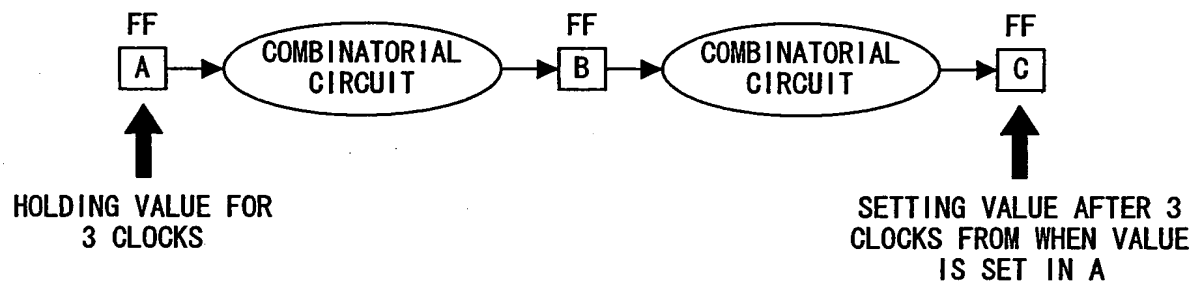 FF
FF
FF
A
COMBINATORIAL
CIRCUIT
B
COMBINATORIAL
CIRCUIT
C
HOLDING VALUE FOR
3 CLOCKS
SETTING VALUE AFTER 3
CLOCKS FROM WHEN VALUE
IS SET IN A